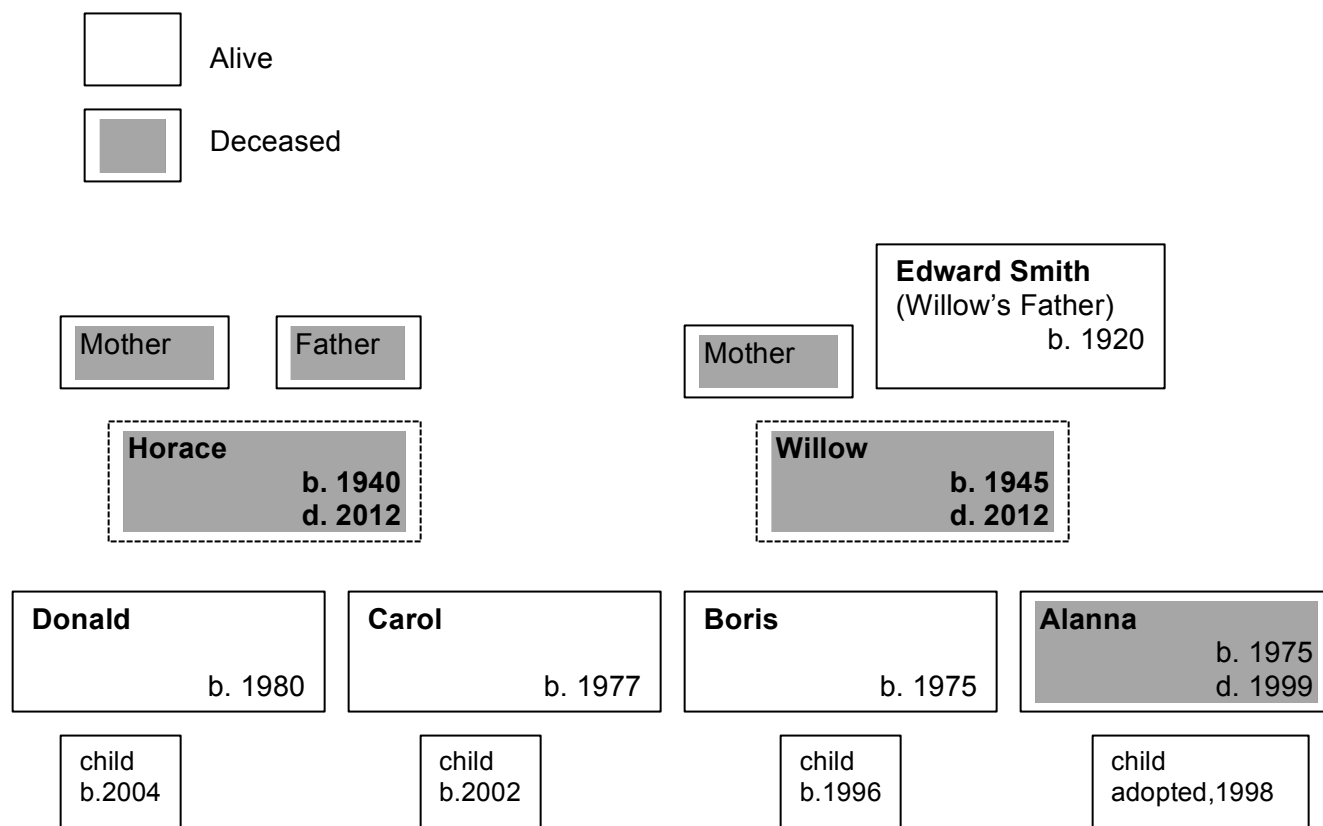 Alive
Deceased
Edward Smith
(Willow's Father)
b. 1920
Mother
Father
Mother
Horace
b. 1940
d. 2012
Willow
b. 1945
d. 2012
Donald
b. 1980
Carol
b. 1977
Boris
b. 1975
Alanna
b. 1975
d. 1999
child
b.2004
child
b.2002
child
b.1996
child
adopted,1998